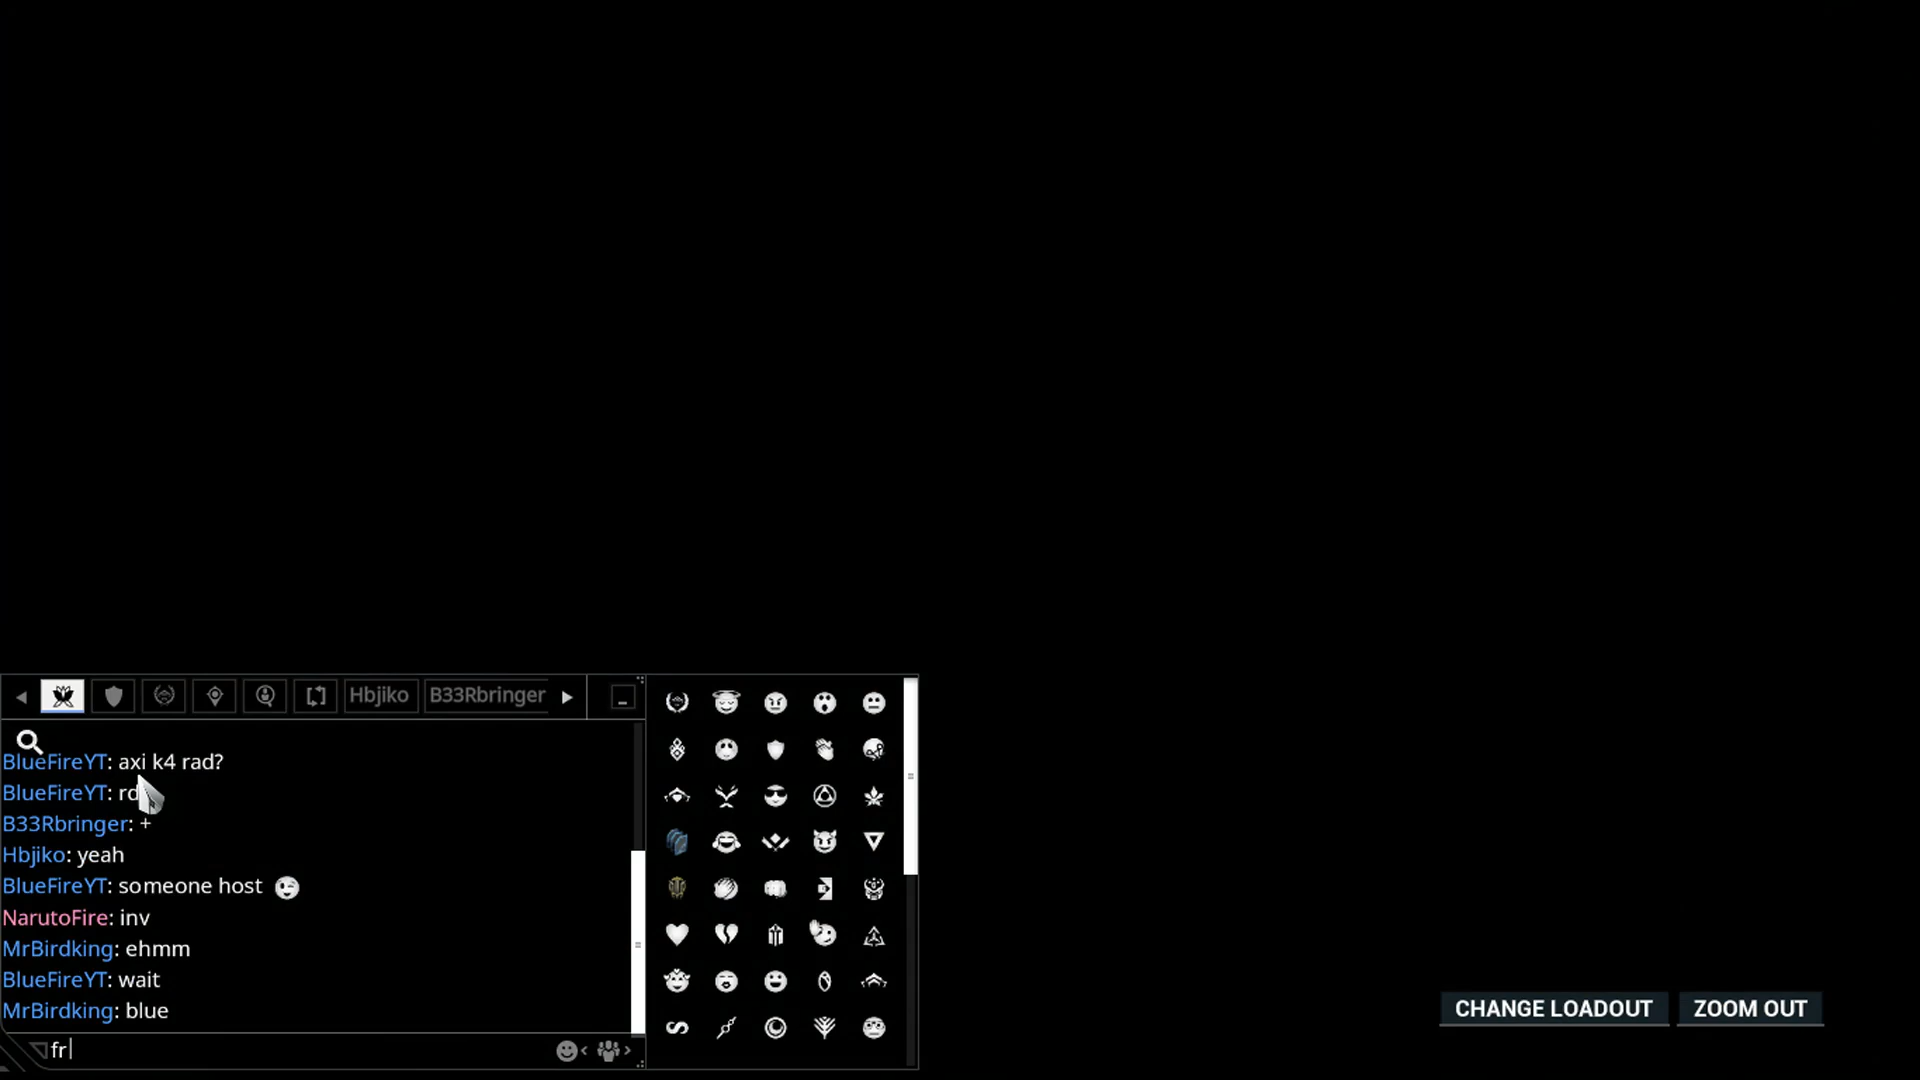 Hbjiko B33Rbringer
BlueFireYT: axi k4 rad?
BlueFireYT: rd
B33Rbringer: +
Hbjiko: yeah
BlueFireYT: someone host
NarutoFire: inv
MrBirdking: ehmm
BlueFireYT: wait
MrBirdking: blue
fr
CHANGE LOADOUT ZOOM OUT